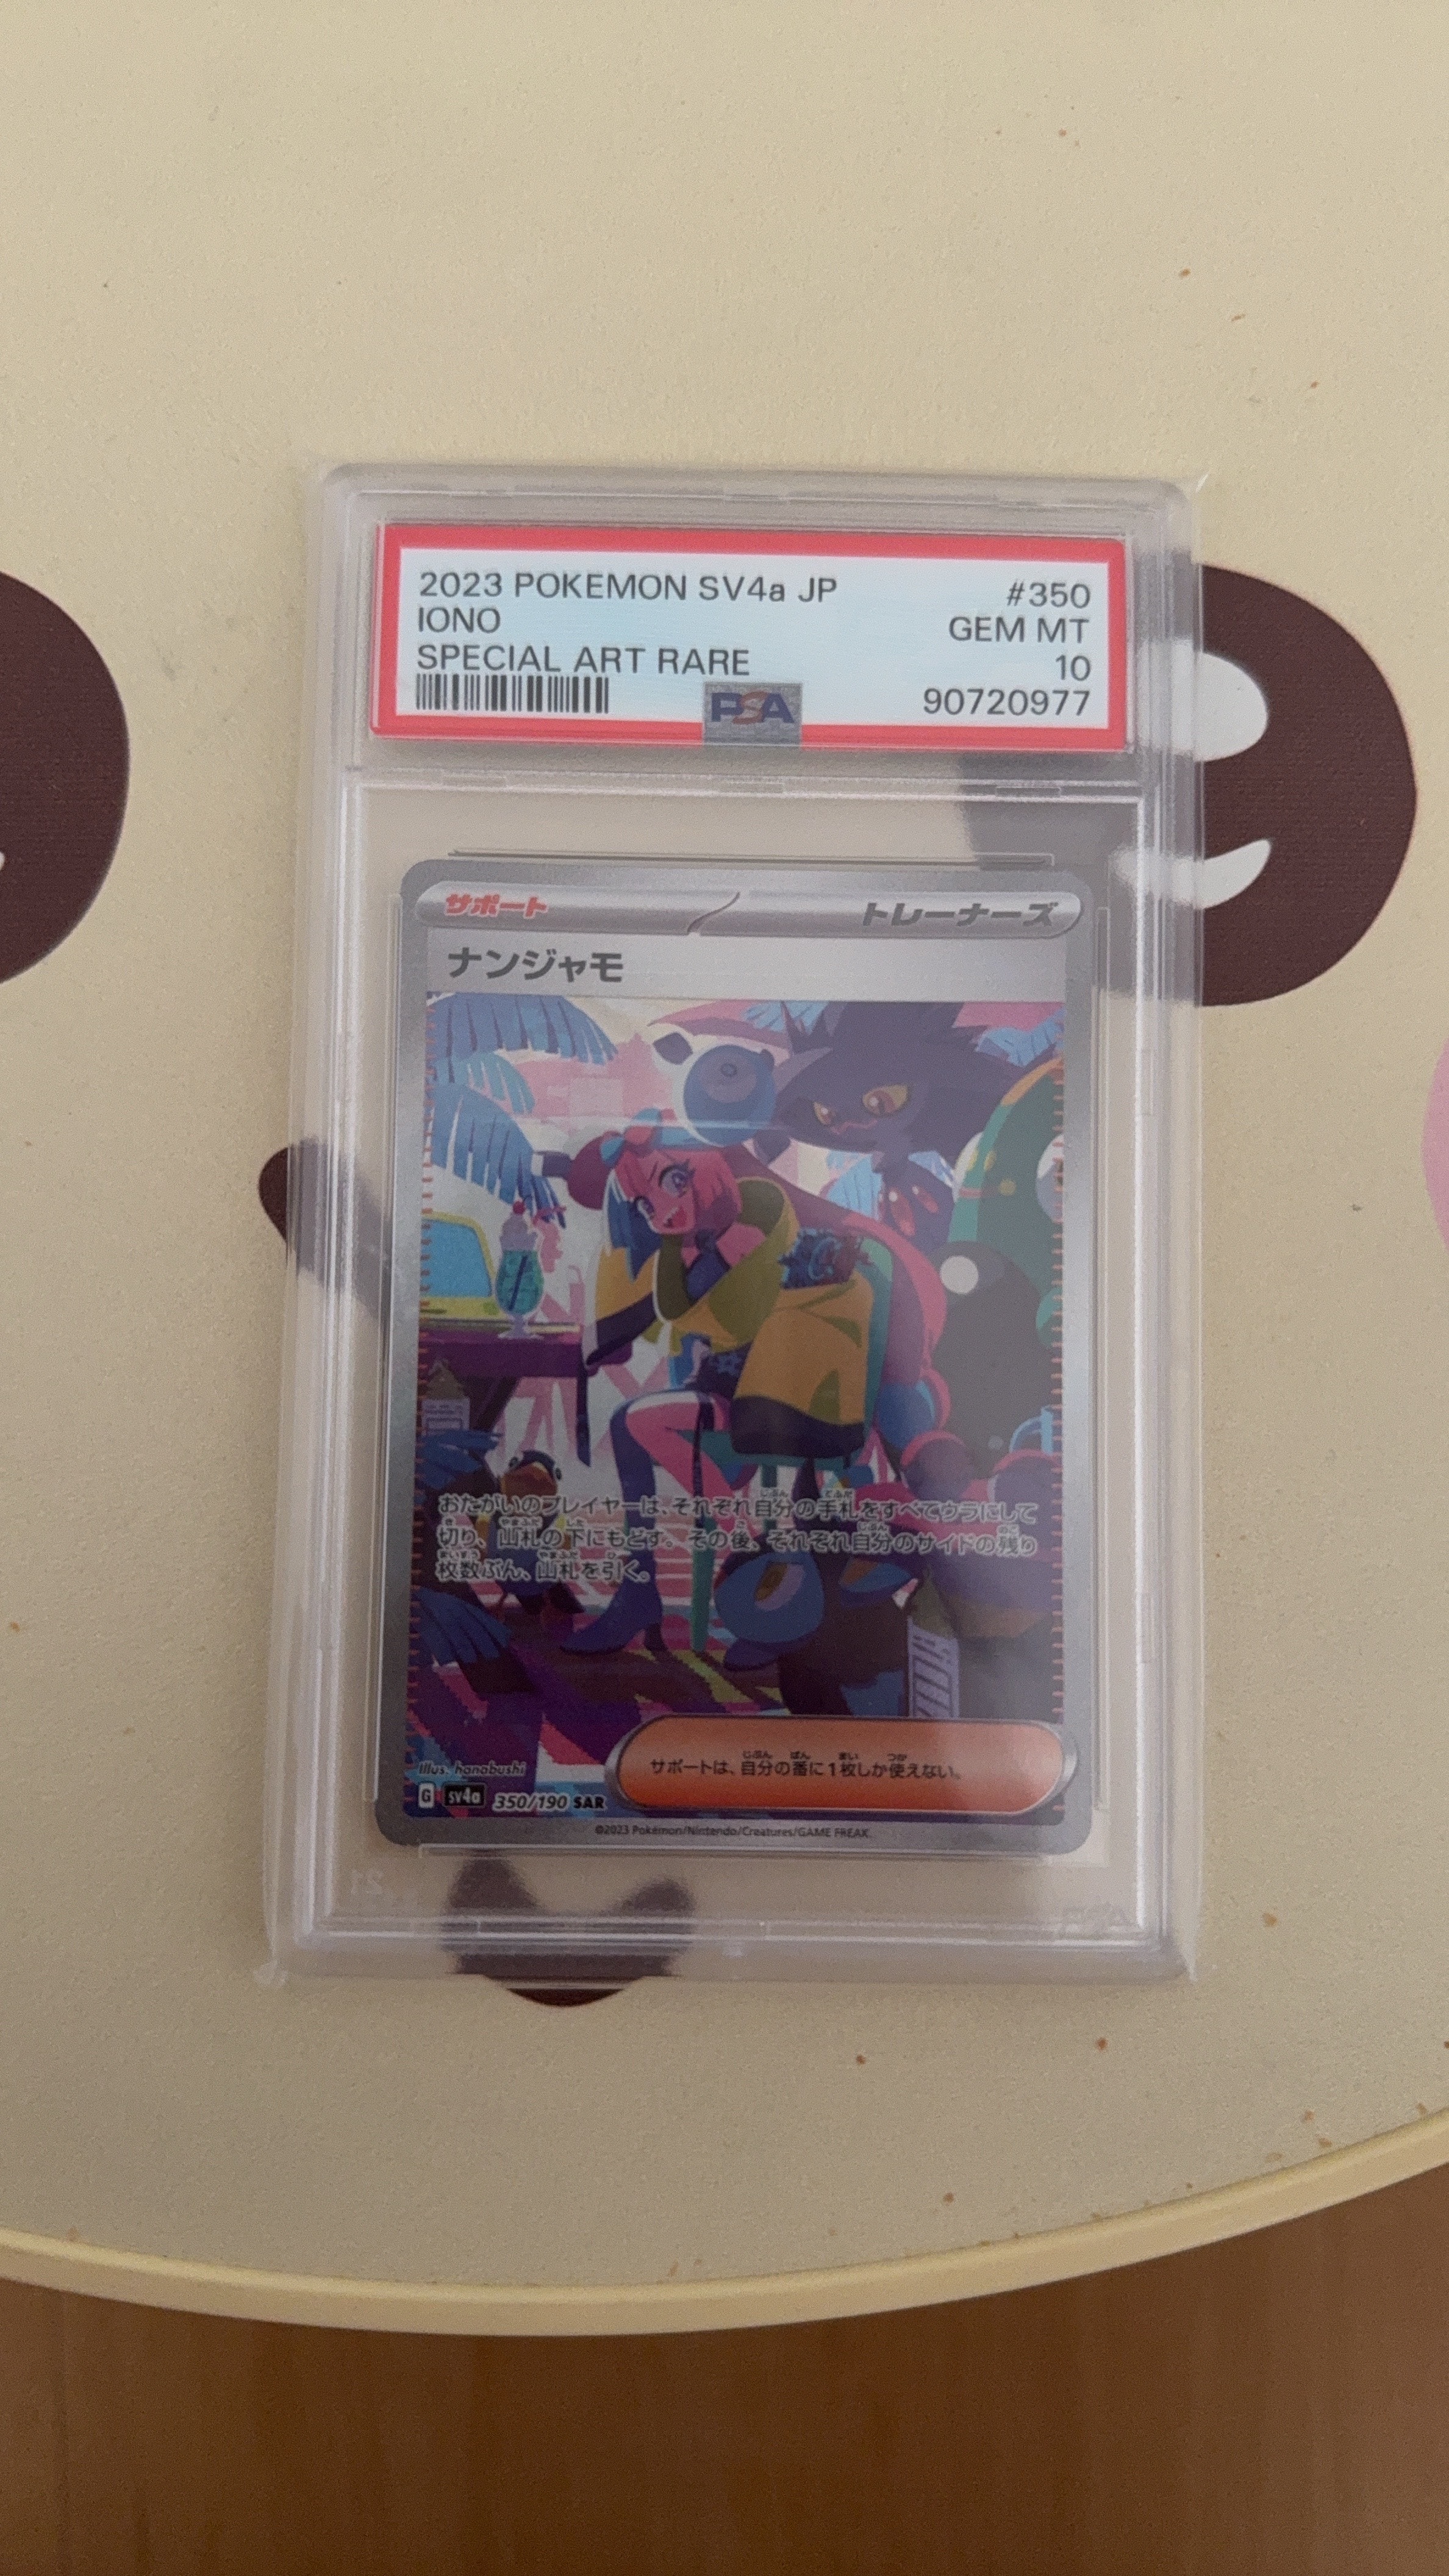 2023 POKEMON SV4a JP #350
IONO GEM MT
SPECIAL ART RARE 10
PSA 90720977
サポート トレーナーズ
ナンジャモ
おたがいのプレイヤーは、それぞれ自分の手札をすべてウラにして
切り、山札の下にもどす。その後、それぞれ自分のサイドの残り
枚数ぶん、山札を引く。
サポートは、自分の番に1枚しか使えない。
Illus. hanabushi
G SV4a 350/190 SAR
©2023 Pokémon/Nintendo/Creatures/GAME FREAK.
PSA